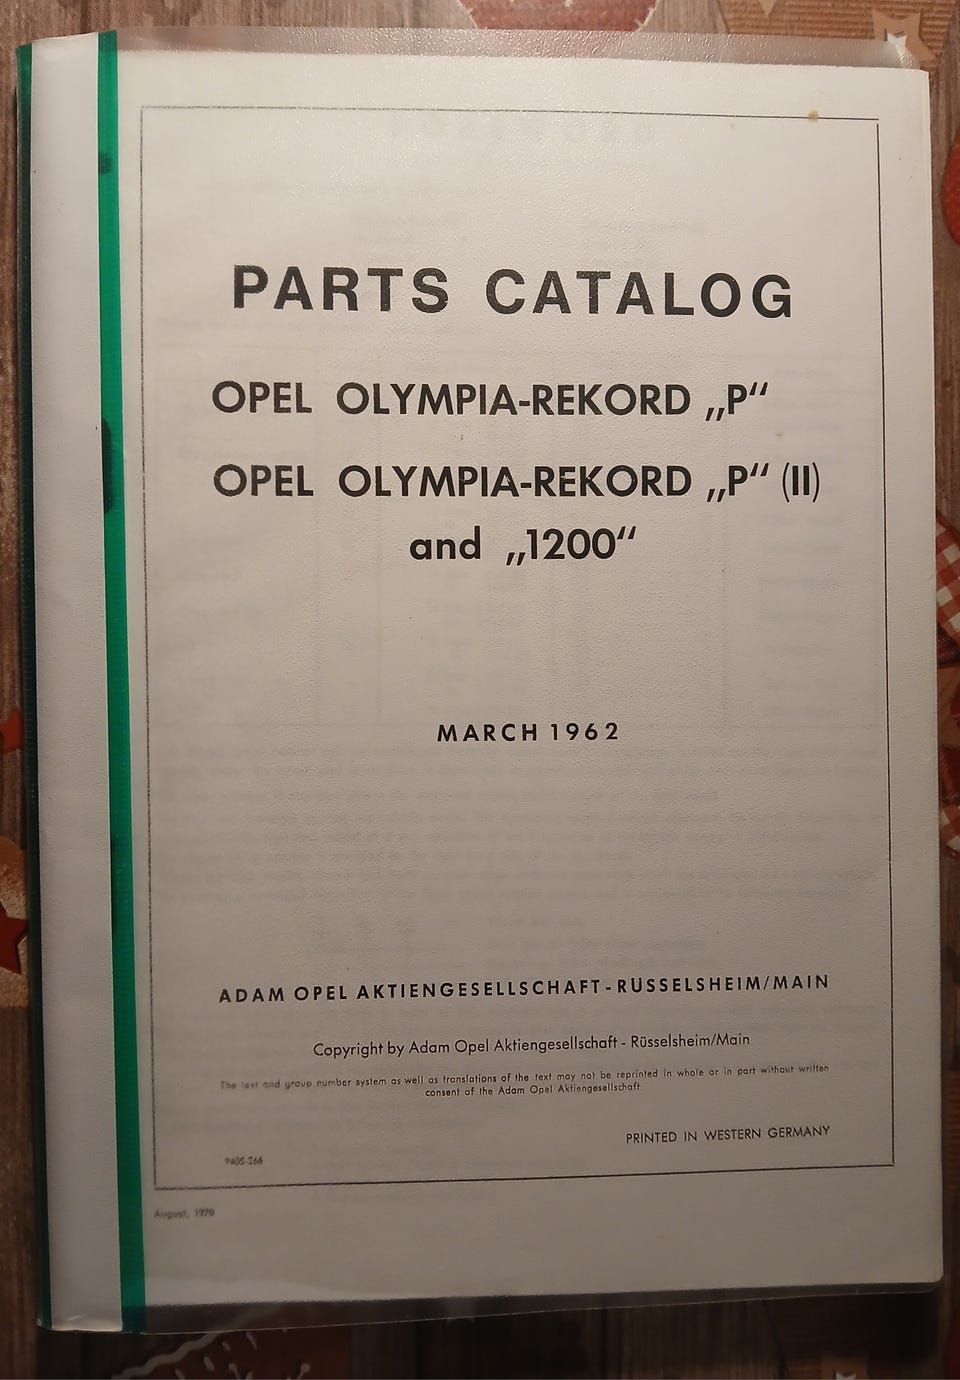 PARTS CATALOG
OPEL OLYMPIA-REKORD „P“
OPEL OLYMPIA-REKORD „P“ (II)
and „1200“
MARCH 1962
ADAM OPEL AKTIENGESELLSCHAFT - RÜSSELSHEIM/MAIN
Copyright by Adam Opel Aktiengesellschaft - Rüsselsheim/Main
The text and group number system as well as translations of the text may not be reprinted in whole or in part without written
consent of the Adam Opel Aktiengesellschaft
PRINTED IN WESTERN GERMANY
9405-266
August, 1970